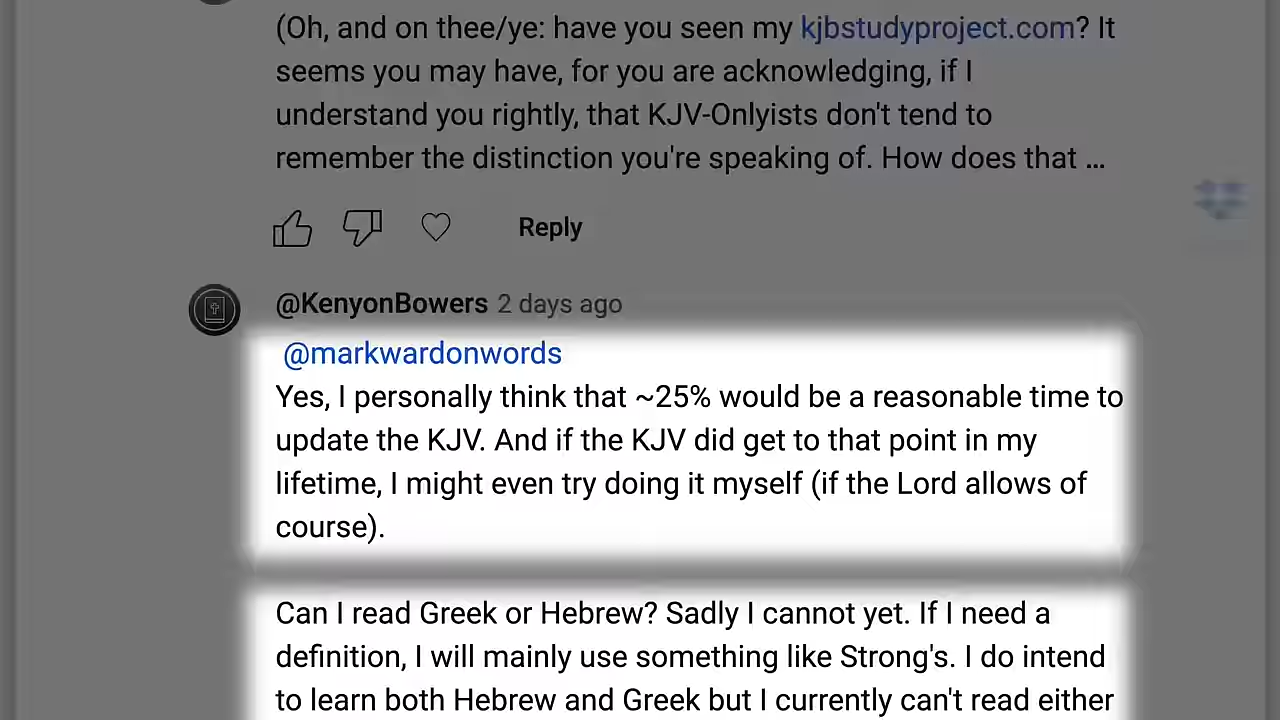 (Oh, and on thee/ye: have you seen my kjbstudyproject.com? It
seems you may have, for you are acknowledging, if I
understand you rightly, that KJV-Onlyists don't tend to
remember the distinction you're speaking of. How does that ...
Reply
@KenyonBowers 2 days ago
@markwardonwords
Yes, I personally think that ~25% would be a reasonable time to
update the KJV. And if the KJV did get to that point in my
lifetime, I might even try doing it myself (if the Lord allows of
course).
Can I read Greek or Hebrew? Sadly I cannot yet. If I need a
definition, I will mainly use something like Strong's. I do intend
to learn both Hebrew and Greek but I currently can't read either